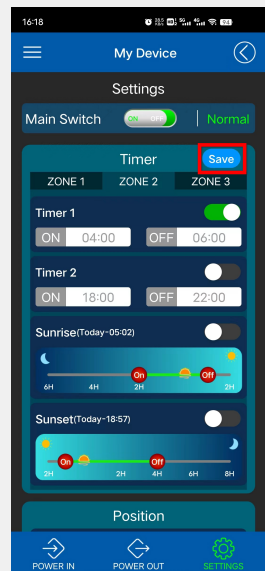 16:18
My Device
Settings
Main Switch ON OFF Normal
Timer Save
ZONE 1 ZONE 2 ZONE 3
Timer 1
ON 04:00 OFF 06:00
Timer 2
ON 18:00 OFF 22:00
Sunrise(Today-05:02)
On Off
6H 4H 2H 2H
Sunset(Today-18:57)
On Off
2H 2H 4H 6H 8H
Position
POWER IN POWER OUT SETTINGS